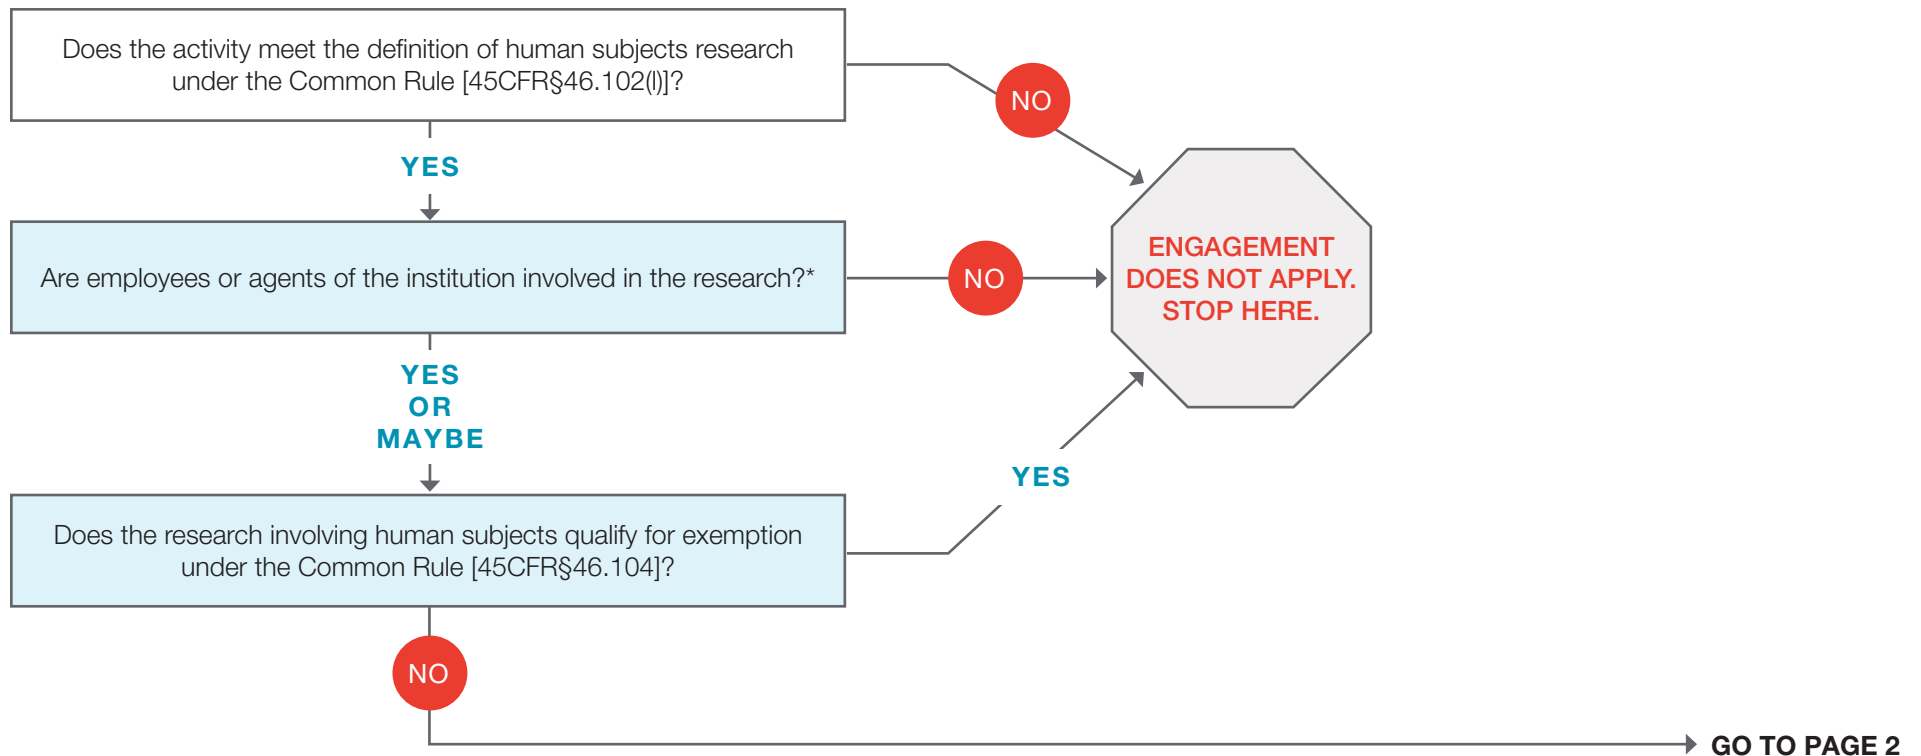 Does the activity meet the definition of human subjects research
under the Common Rule [45CFR§46.102(l)]?
NO
YES
Are employees or agents of the institution involved in the research?*
NO
ENGAGEMENT
DOES NOT APPLY.
STOP HERE.
YES
OR
MAYBE
YES
Does the research involving human subjects qualify for exemption
under the Common Rule [45CFR§46.104]?
NO
GO TO PAGE 2